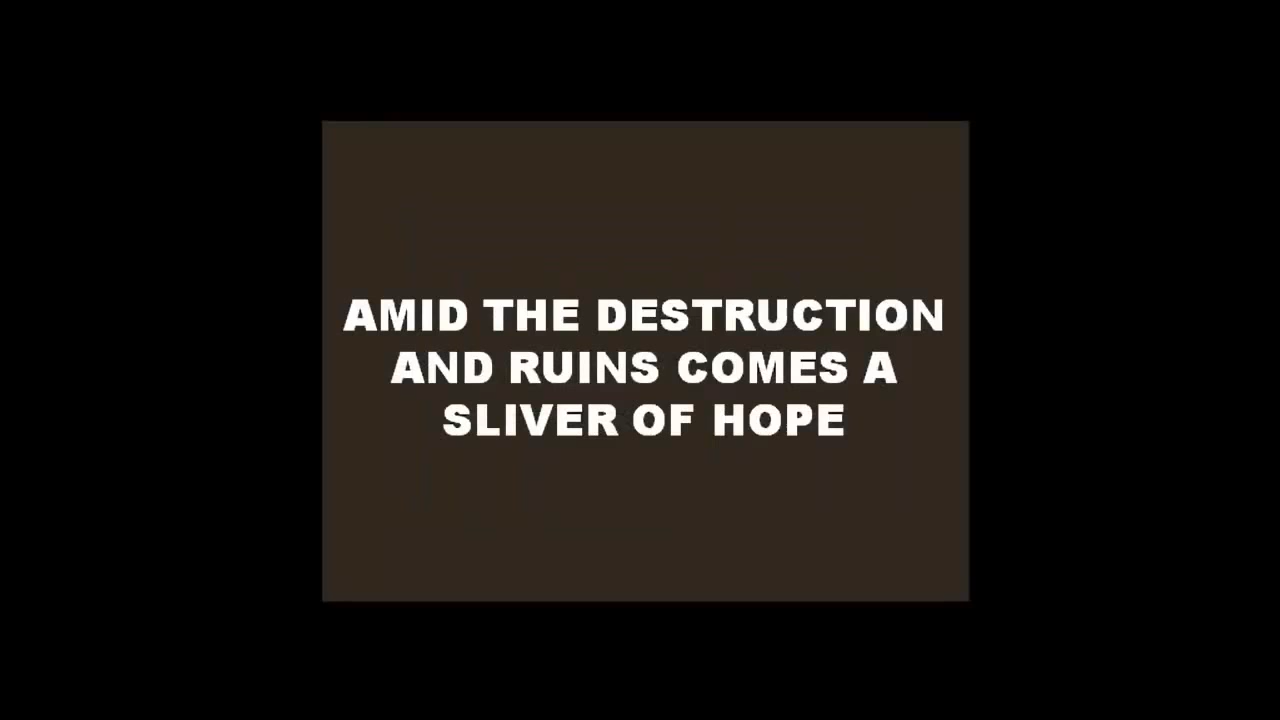 AMID THE DESTRUCTION
AND RUINS COMES A
SLIVER OF HOPE